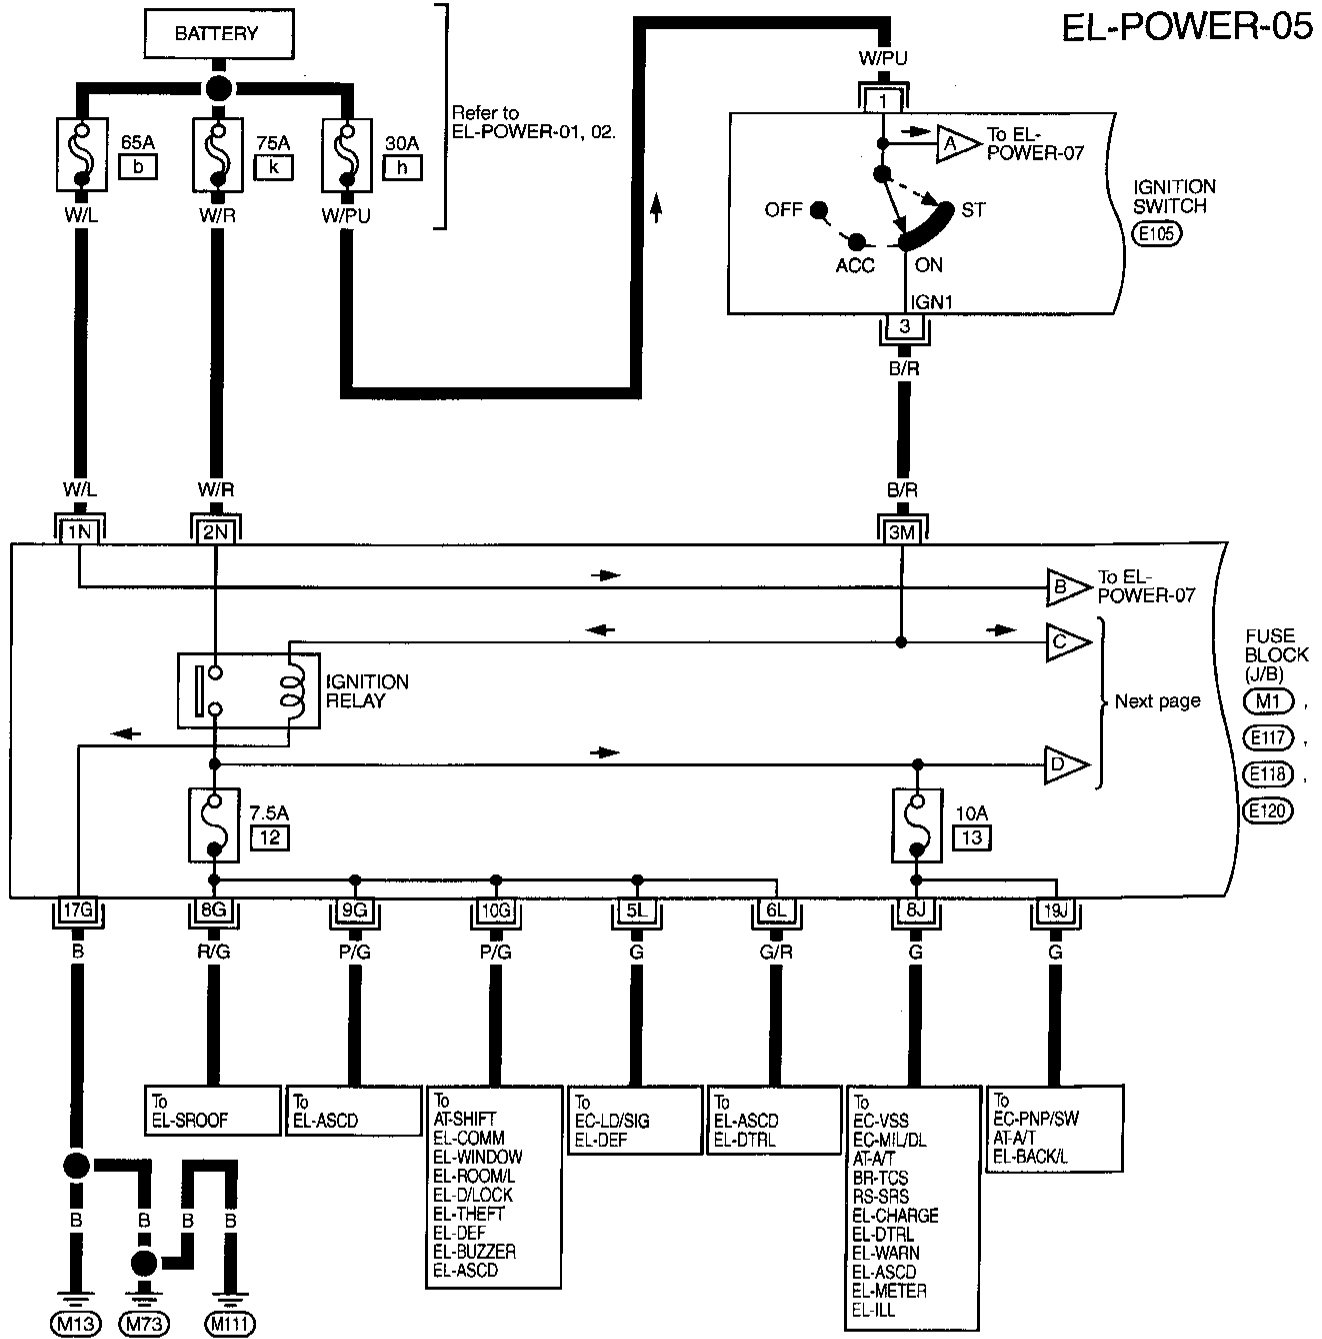 EL-POWER-05
BATTERY
65A
b
75A
k
30A
h
Refer to
EL-POWER-01, 02.
W/L
W/R
W/PU
W/PU
1
A
To EL-
POWER-07
OFF
ACC
ON
ST
IGN1
IGNITION
SWITCH
E105
3
B/R
W/L
W/R
B/R
1N
2N
3M
B
To EL-
POWER-07
C
Next page
IGNITION
RELAY
D
FUSE
BLOCK
(J/B)
M1 ,
E117 ,
E118 ,
E120
7.5A
12
10A
13
17G
8G
9G
10G
5L
6L
8J
19J
B
R/G
P/G
P/G
G
G/R
G
G
To
EL-SROOF
To
EL-ASCD
To
AT-SHIFT
EL-COMM
EL-WINDOW
EL-ROOM/L
EL-D/LOCK
EL-THEFT
EL-DEF
EL-BUZZER
EL-ASCD
To
EC-LD/SIG
EL-DEF
To
EL-ASCD
EL-DTRL
To
EC-VSS
EC-MIL/DL
AT-A/T
BR-TCS
RS-SRS
EL-CHARGE
EL-DTRL
EL-WARN
EL-ASCD
EL-METER
EL-ILL
To
EC-PNP/SW
AT-A/T
EL-BACK/L
B
B
B
B
M13
M73
M111